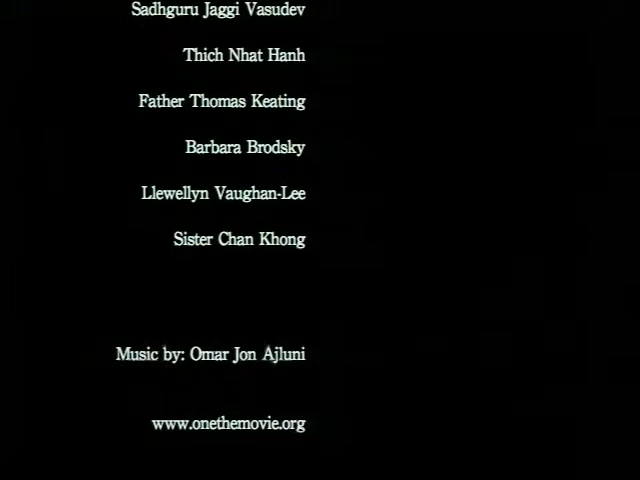 Sadhguru Jaggi Vasudev
Thich Nhat Hanh
Father Thomas Keating
Barbara Brodsky
Llewellyn Vaughan-Lee
Sister Chan Khong
Music by: Omar Jon Ajluni
www.onethemovie.org